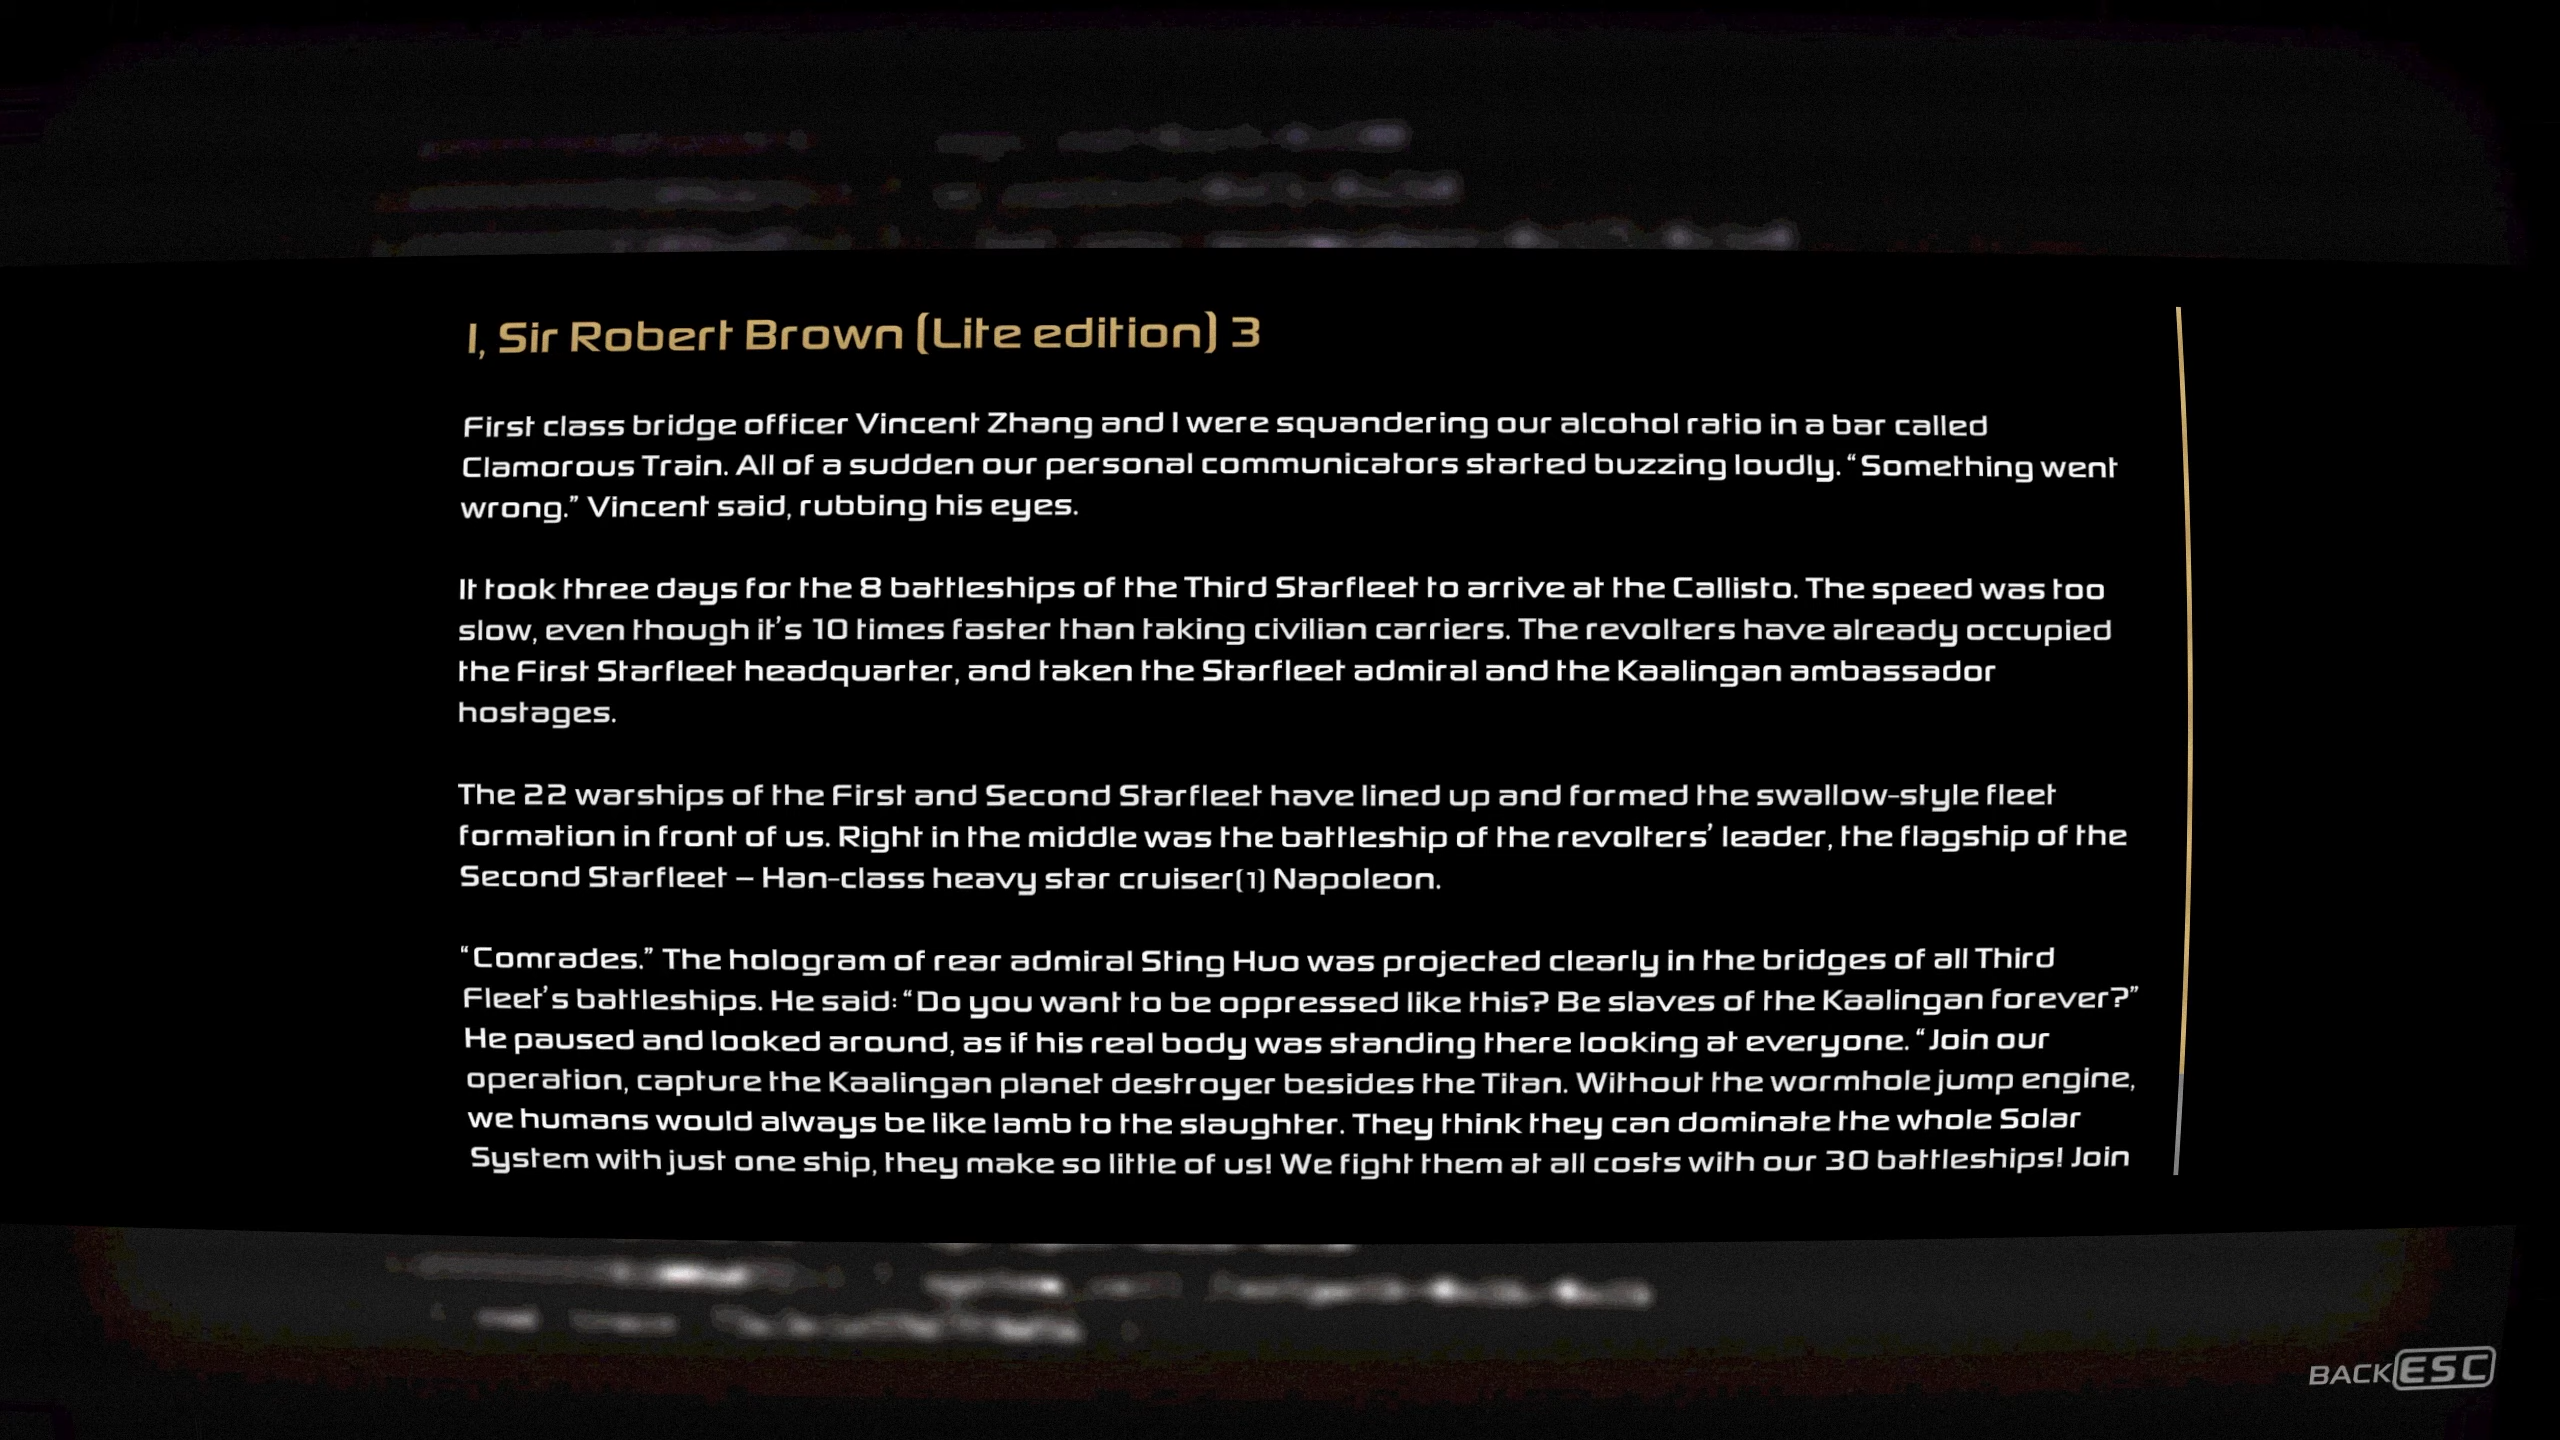 I, Sir Robert Brown (Lite edition) 3
First class bridge officer Vincent Zhang and I were squandering our alcohol ratio in a bar called
Clamorous Train. All of a sudden our personal communicators started buzzing loudly. “Something went
wrong.” Vincent said, rubbing his eyes.
It took three days for the 8 battleships of the Third Starfleet to arrive at the Callisto. The speed was too
slow, even though it’s 10 times faster than taking civilian carriers. The revolters have already occupied
the First Starfleet headquarter, and taken the Starfleet admiral and the Kaalingan ambassador
hostages.
The 22 warships of the First and Second Starfleet have lined up and formed the swallow-style fleet
formation in front of us. Right in the middle was the battleship of the revolters’ leader, the flagship of the
Second Starfleet – Han-class heavy star cruiser(1) Napoleon.
“Comrades.” The hologram of rear admiral Sting Huo was projected clearly in the bridges of all Third
Fleet’s battleships. He said: “Do you want to be oppressed like this? Be slaves of the Kaalingan forever?”
He paused and looked around, as if his real body was standing there looking at everyone. “Join our
operation, capture the Kaalingan planet destroyer besides the Titan. Without the wormhole jump engine,
we humans would always be like lamb to the slaughter. They think they can dominate the whole Solar
System with just one ship, they make so little of us! We fight them at all costs with our 30 battleships! Join
BACK ESC